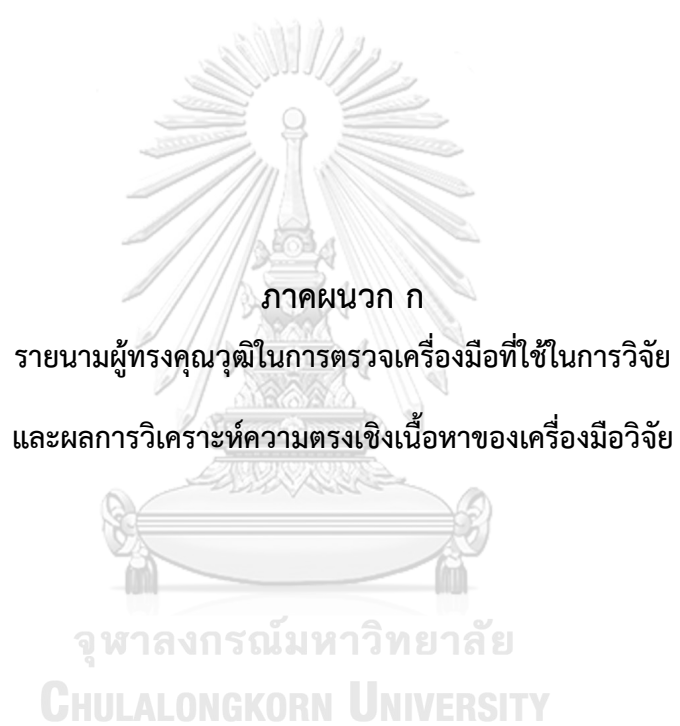 ภาคผนวก ก
รายนามผู้ทรงคุณวุฒิในการตรวจเครื่องมือที่ใช้ในการวิจัย
และผลการวิเคราะห์ความตรงเชิงเนื้อหาของเครื่องมือวิจัย
จุฬาลงกรณ์มหาวิทยาลัย
CHULALONGKORN UNIVERSITY